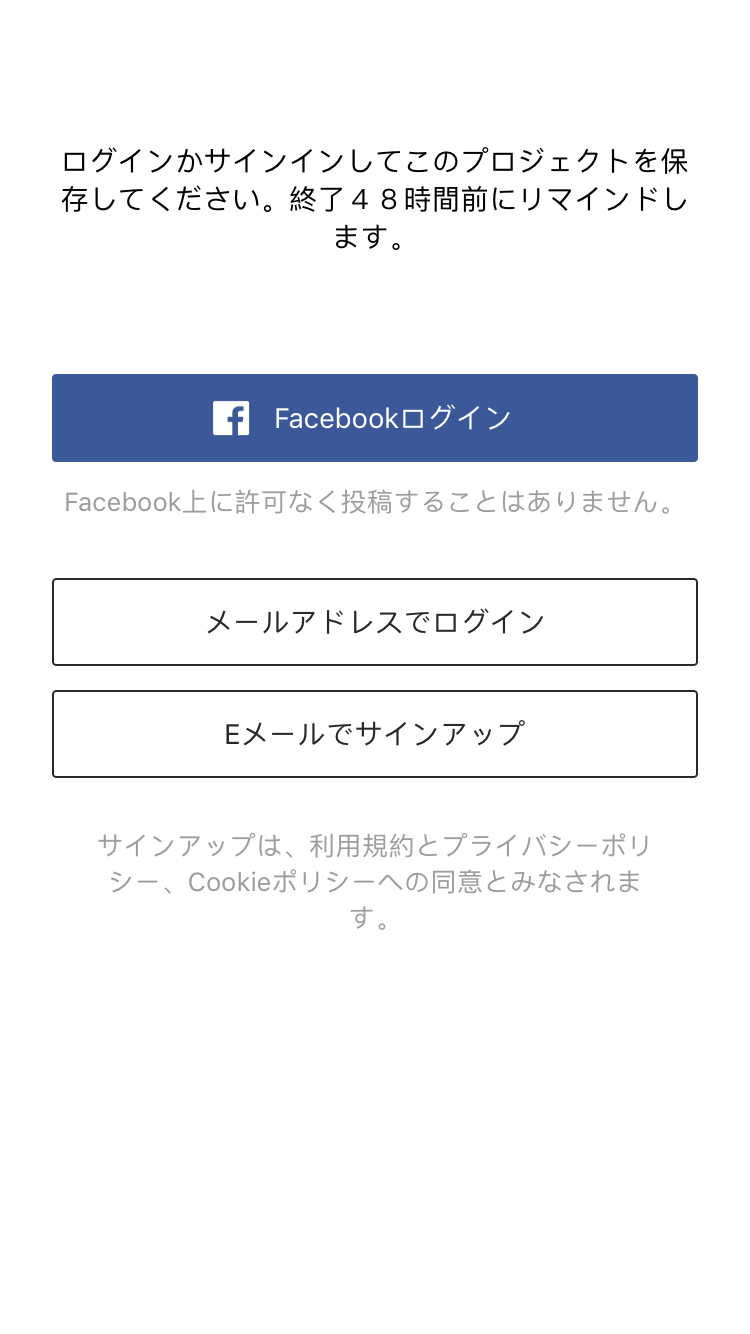 ログインかサインインしてこのプロジェクトを保
存してください。終了４８時間前にリマインドし
ます。
Facebookログイン
Facebook上に許可なく投稿することはありません。
メールアドレスでログイン
Eメールでサインアップ
サインアップは、利用規約とプライバシーポリ
シー、Cookieポリシーへの同意とみなされま
す。